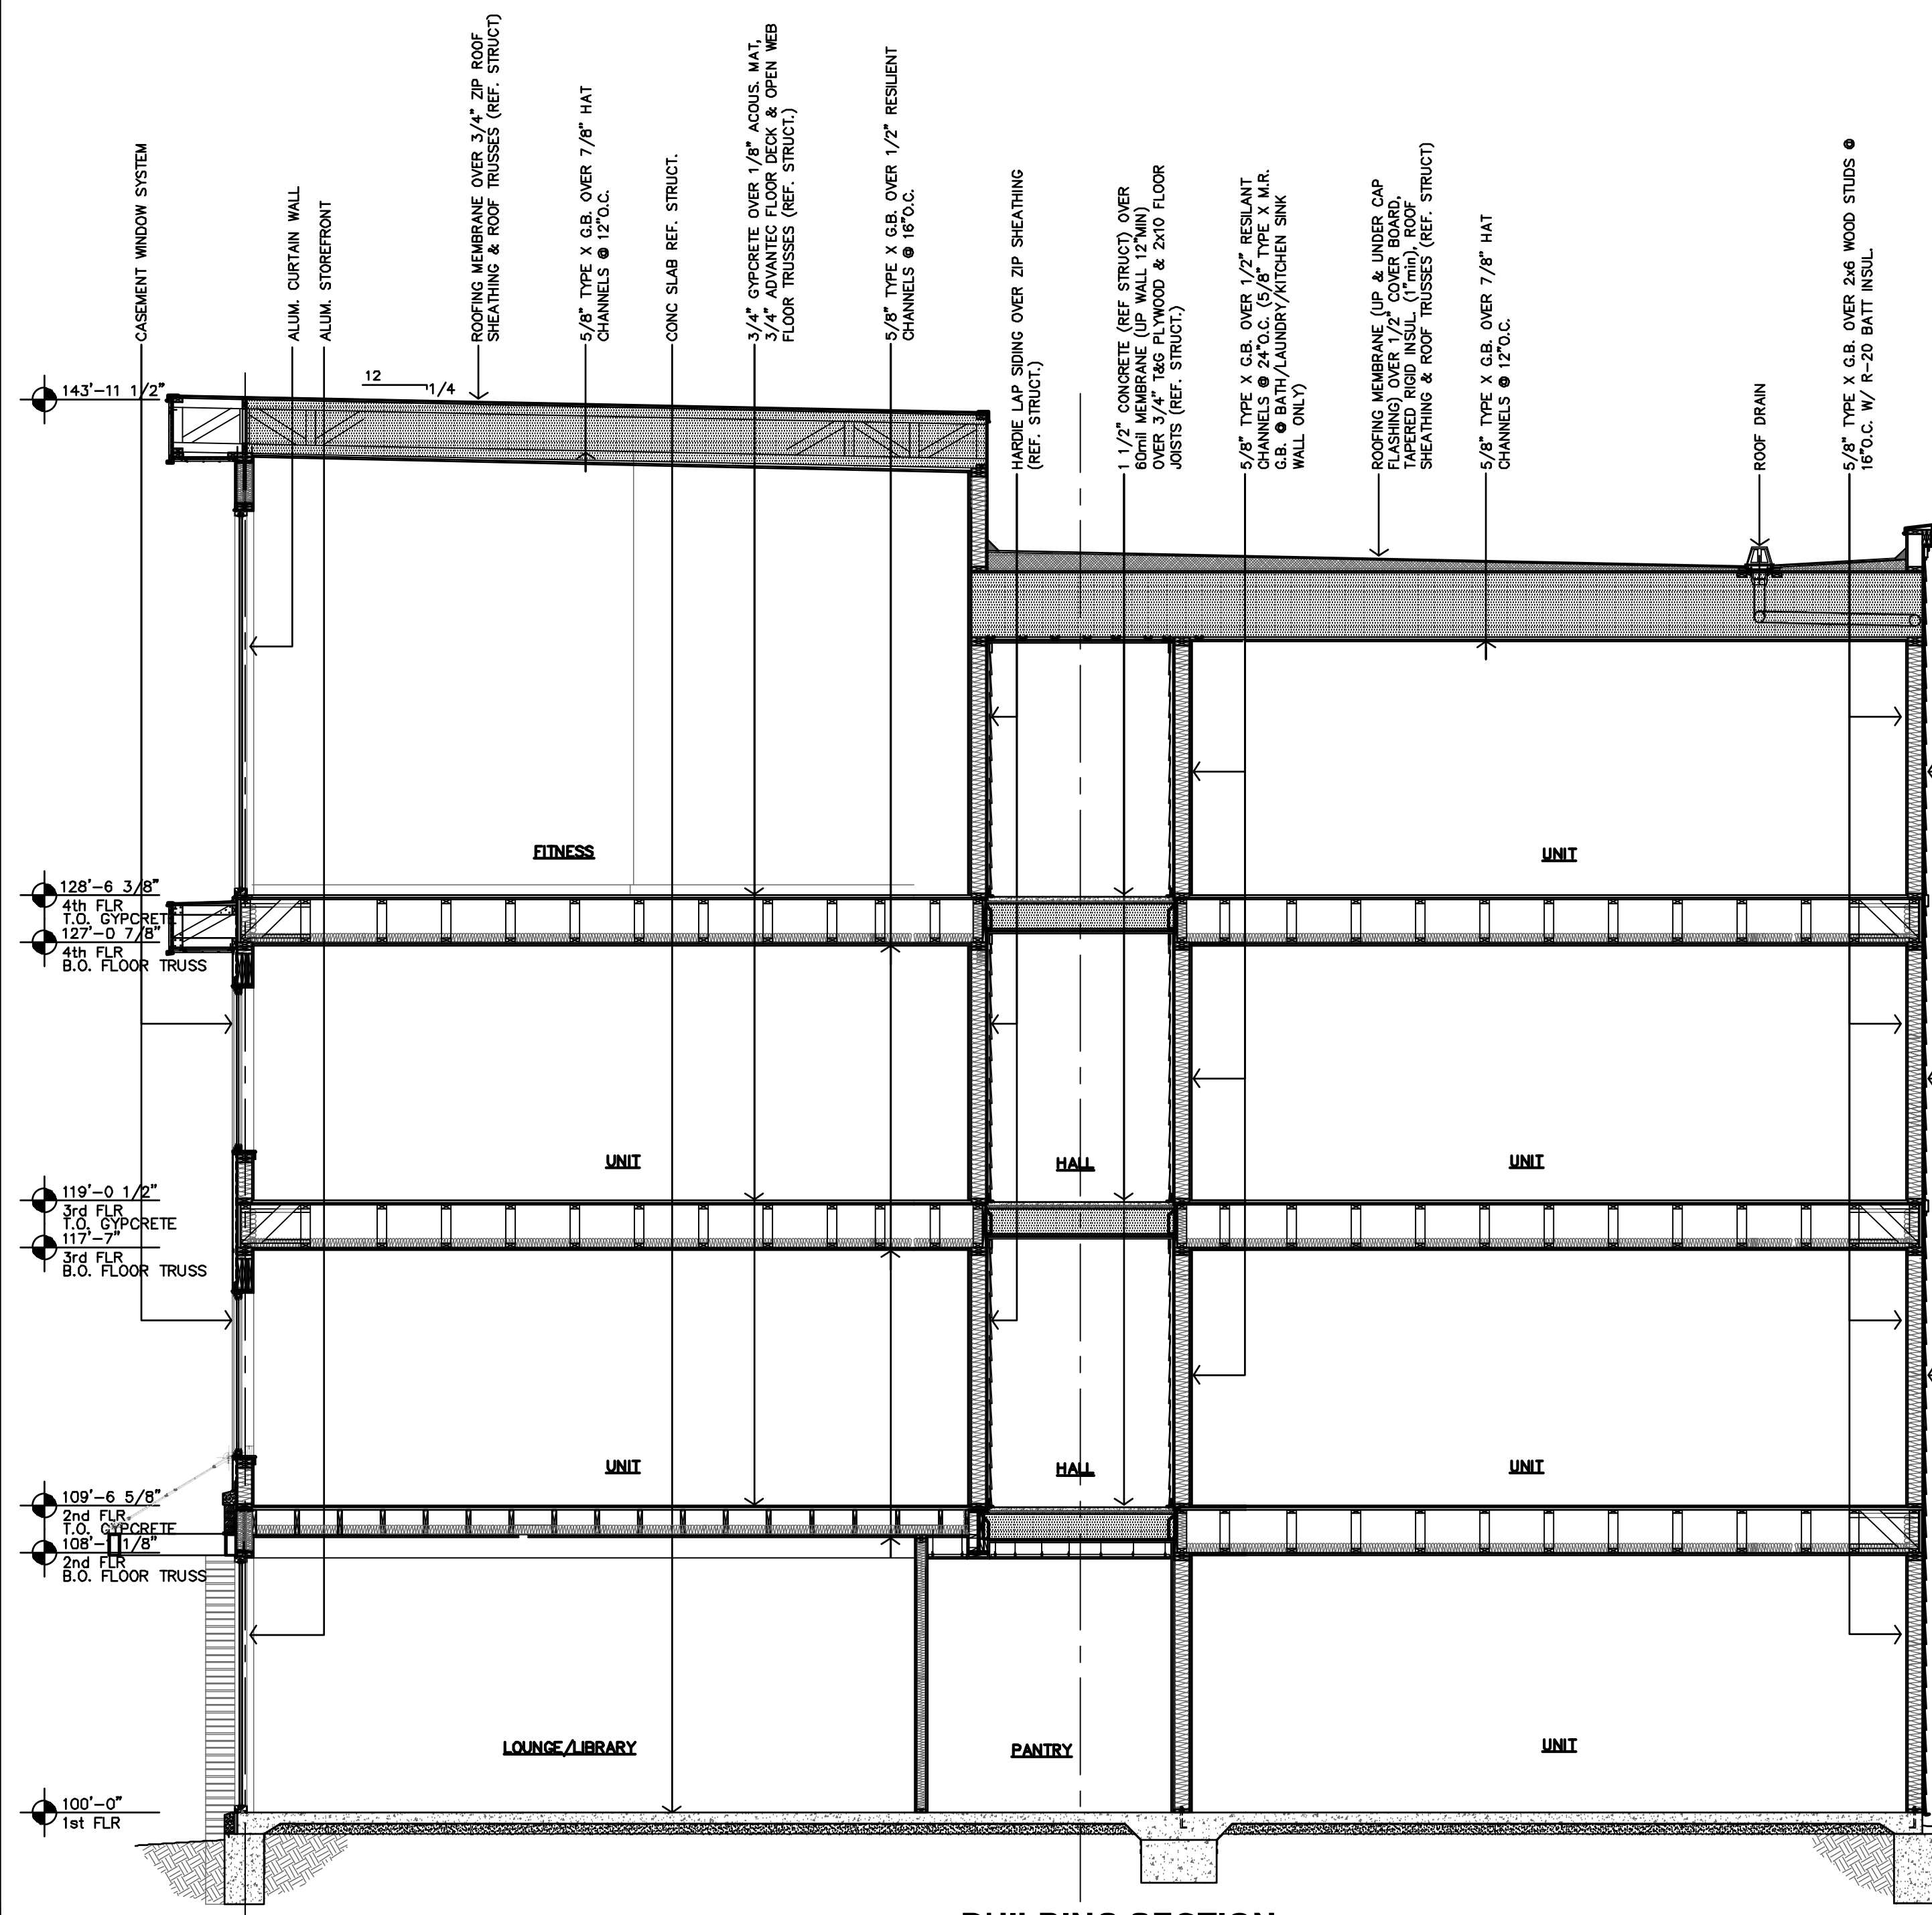 CASEMENT WINDOW SYSTEM
ALUM. CURTAIN WALL
ALUM. STOREFRONT
ROOFING MEMBRANE OVER 3/4" ZIP ROOF
SHEATHING & ROOF TRUSSES (REF. STRUCT)
5/8" TYPE X G.B. OVER 7/8" HAT
CHANNELS @ 12"O.C.
CONC SLAB REF. STRUCT.
3/4" GYPCRETE OVER 1/8" ACOUS. MAT,
3/4" ADVANTEC FLOOR DECK & OPEN WEB
FLOOR TRUSSES (REF. STRUCT.)
5/8" TYPE X G.B. OVER 1/2" RESILIENT
CHANNELS @ 16"O.C.
HARDIE LAP SIDING OVER ZIP SHEATHING
(REF. STRUCT.)
1 1/2" CONCRETE (REF STRUCT) OVER
60mil MEMBRANE (UP WALL 12"MIN)
OVER 3/4" T&G PLYWOOD & 2x10 FLOOR
JOISTS (REF. STRUCT.)
5/8" TYPE X G.B. OVER 1/2" RESILANT
CHANNELS @ 24"O.C. (5/8" TYPE X M.R.
G.B. @ BATH/LAUNDRY/KITCHEN SINK
WALL ONLY)
ROOFING MEMBRANE (UP & UNDER CAP
FLASHING) OVER 1/2" COVER BOARD,
TAPERED RIGID INSUL. (1"min), ROOF
SHEATHING & ROOF TRUSSES (REF. STRUCT)
5/8" TYPE X G.B. OVER 7/8" HAT
CHANNELS @ 12"O.C.
ROOF DRAIN
5/8" TYPE X G.B. OVER 2x6 WOOD STUDS @
16"O.C. W/ R-20 BATT INSUL.
12
1/4
143'-11 1/2"
FITNESS
UNIT
128'-6 3/8"
4th FLR
T.O. GYPCRETE
127'-0 7/8"
4th FLR
B.O. FLOOR TRUSS
UNIT
HALL
UNIT
119'-0 1/2"
3rd FLR
T.O. GYPCRETE
117'-7"
3rd FLR
B.O. FLOOR TRUSS
UNIT
HALL
UNIT
109'-6 5/8"
2nd FLR
T.O. GYPCRETE
108'-1 1/8"
2nd FLR
B.O. FLOOR TRUSS
LOUNGE/LIBRARY
PANTRY
UNIT
100'-0"
1st FLR
BUILDING SECTION